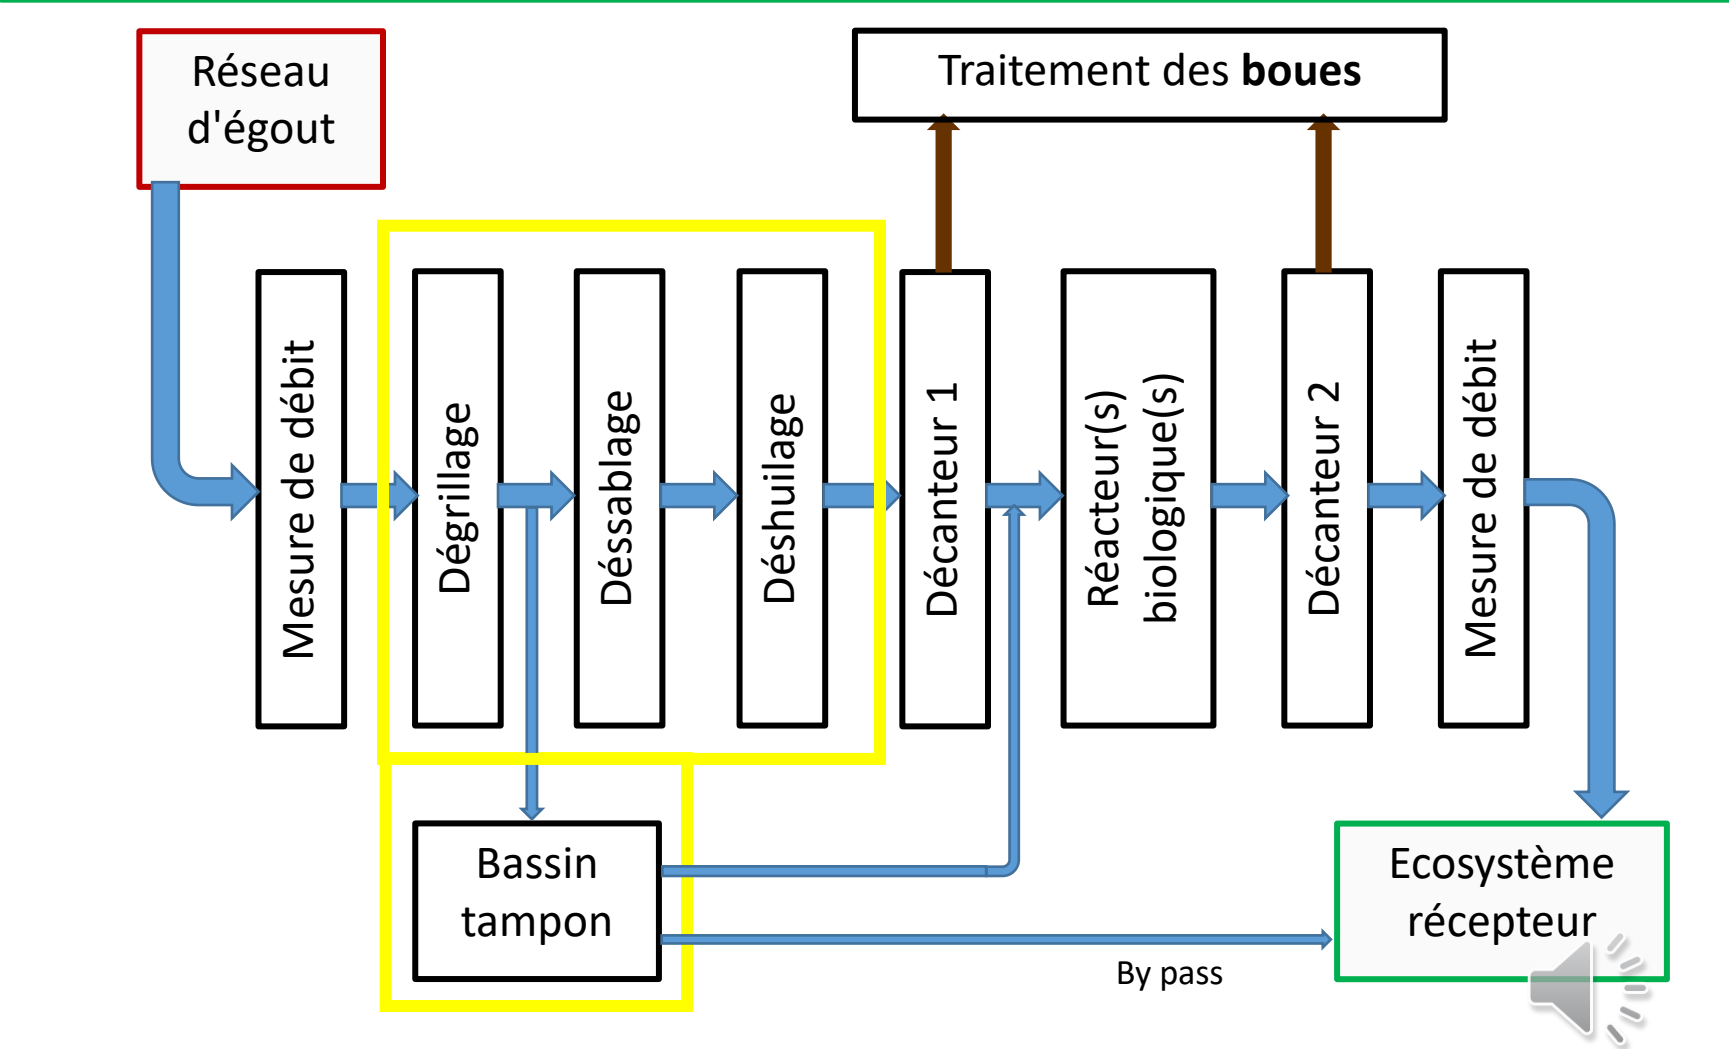 Réseau
d'égout
Traitement des boues
Mesure de débit
Dégrillage
Déssablage
Déshuilage
Décanteur 1
Réacteur(s)
biologique(s)
Décanteur 2
Mesure de débit
Bassin
tampon
By pass
Ecosystème
récepteur